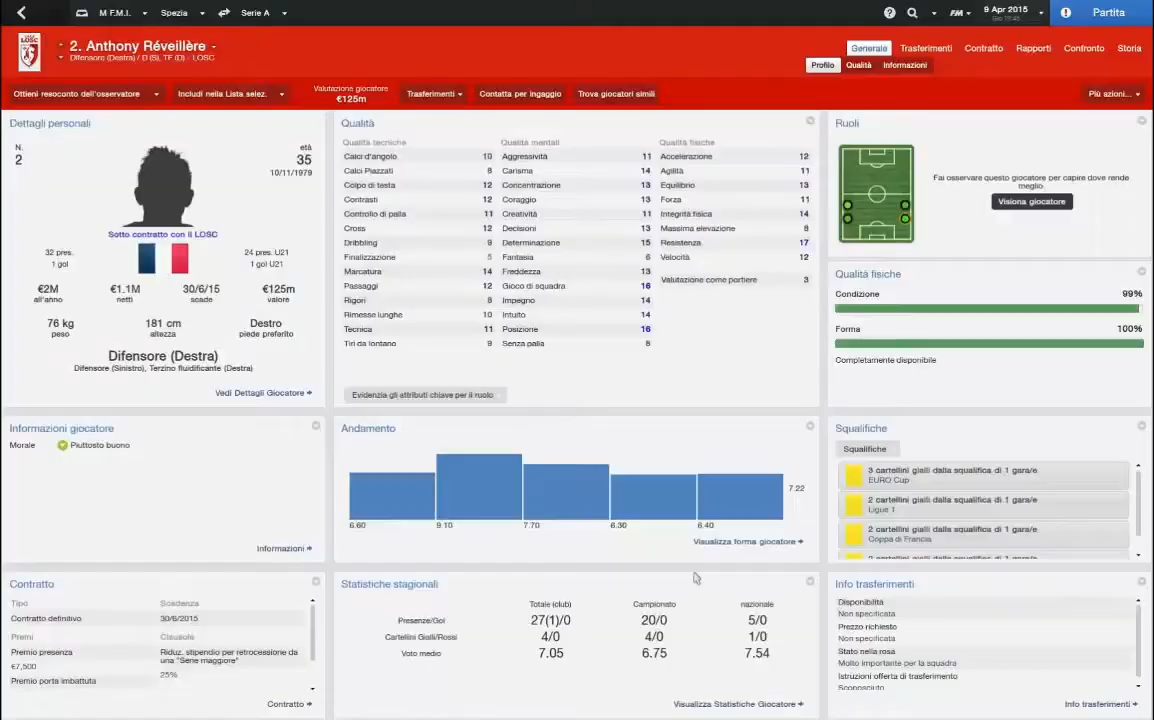 M F.M.I. Spezia Serie A FM 9 Apr 2015 Partita
2. Anthony Réveillère
Difensore (Destra) / D (S), TF (D) - LOSC
Generale Trasferimenti Contratto Rapporti Confronto Storia
Profilo Qualità Informazioni
Ottieni resoconto dell'osservatore Includi nella Lista selez. Valutazione giocatore €125m Trasferimenti Contatta per ingaggio Trova giocatori simili Più azioni...
Dettagli personali
N. 2
età 35
10/11/1979
Sotto contratto con il LOSC
32 pres. 1 gol
24 pres. U21 1 gol U21
€2M all'anno
€1.1M netti
30/6/15 scade
€125m valore
76 kg peso
181 cm altezza
Destro piede preferito
Difensore (Destra)
Difensore (Sinistro), Terzino fluidificante (Destra)
Vedi Dettagli Giocatore
Qualità
Qualità tecniche Qualità mentali Qualità fisiche
Calci d'angolo 10 Aggressività 11 Accelerazione 12
Calci Piazzati 8 Carisma 14 Agilità 11
Colpo di testa 12 Concentrazione 13 Equilibrio 13
Contrasti 12 Coraggio 13 Forza 11
Controllo di palla 11 Creatività 11 Integrità fisica 14
Cross 12 Decisioni 13 Massima elevazione 8
Dribbling 9 Determinazione 15 Resistenza 17
Finalizzazione 5 Fantasia 6 Velocità 12
Marcatura 14 Freddezza 13
Passaggi 12 Gioco di squadra 16 Valutazione come portiere 3
Rigori 8 Impegno 14
Rimesse lunghe 10 Intuito 14
Tecnica 11 Posizione 16
Tiri da lontano 9 Senza palla 8
Evidenzia gli attributi chiave per il ruolo
Ruoli
Fai osservare questo giocatore per capire dove rende
meglio.
Visiona giocatore
Qualità fisiche
Condizione 99%
Forma 100%
Completamente disponibile
Informazioni giocatore
Morale Piuttosto buono
Informazioni
Andamento
7.22
6.60 9.10 7.70 6.30 6.40
Visualizza forma giocatore
Squalifiche
Squalifiche
3 cartellini gialli dalla squalifica di 1 gara/e
EURO Cup
2 cartellini gialli dalla squalifica di 1 gara/e
Ligue 1
2 cartellini gialli dalla squalifica di 1 gara/e
Coppa di Francia
Contratto
Tipo Scadenza
Contratto definitivo 30/6/2015
Premi Clausole
Premio presenza Riduz. stipendio per retrocessione da
€7,500 una "Serie maggiore"
Premio porta imbattuta 25%
Contratto
Statistiche stagionali
Totale (club) Campionato nazionale
Presenze/Gol 27(1)/0 20/0 5/0
Cartellini Gialli/Rossi 4/0 4/0 1/0
Voto medio 7.05 6.75 7.54
Visualizza Statistiche Giocatore
Info trasferimenti
Disponibilità
Non specificata
Prezzo richiesto
Non specificata
Stato nella rosa
Molto importante per la squadra
Istruzioni offerta di trasferimento
Sconosciuto
Info trasferimenti